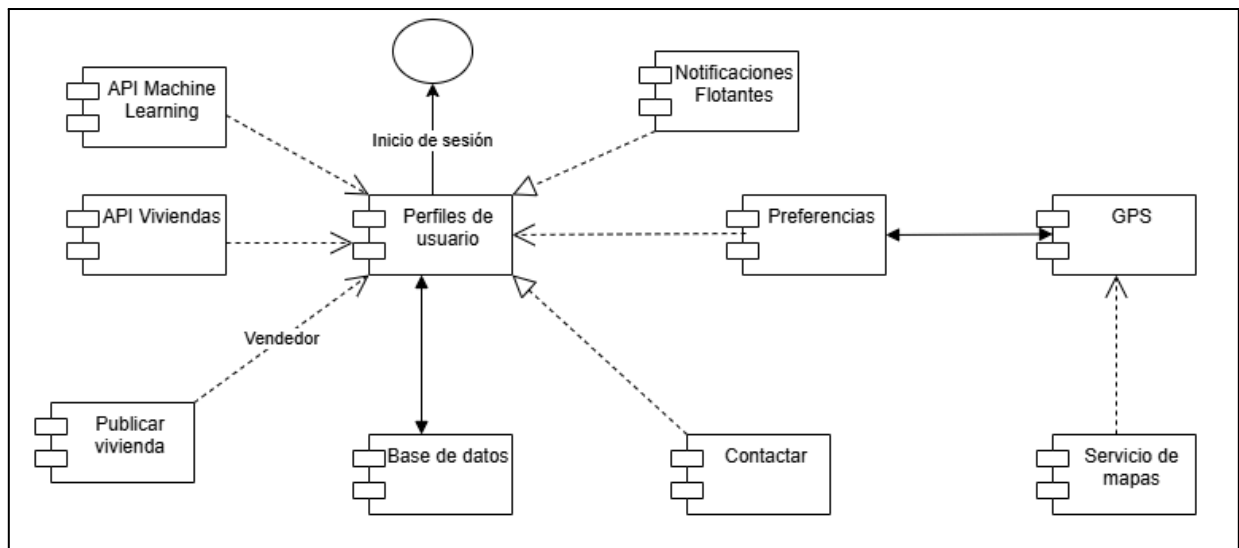 API Machine
Learning
Notificaciones
Flotantes
Inicio de sesión
API Viviendas
Perfiles de
usuario
Preferencias
GPS
Vendedor
Publicar
vivienda
Base de datos
Contactar
Servicio de
mapas